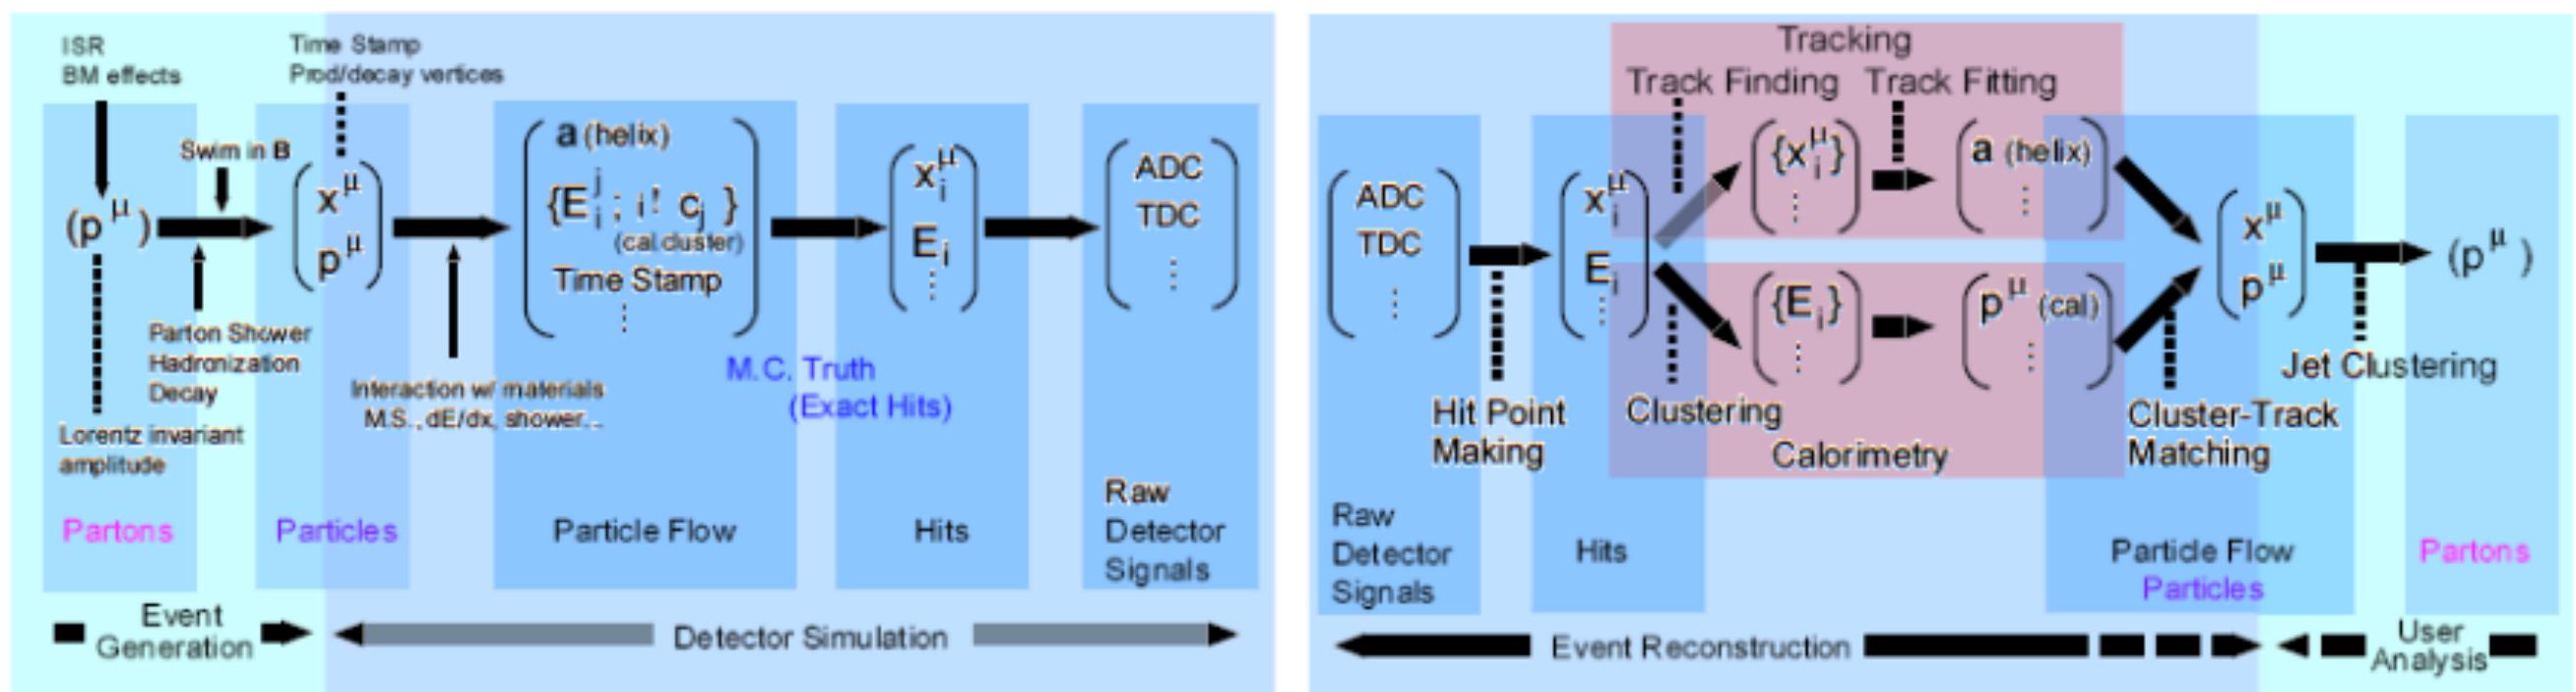 ISR
BM effects
Time Stamp
Prod/decay vertices
Swim in B
(p^μ)
x^μ
p^μ
a (helix)
{E_i^j ; i! c_j }
(cal.cluster)
Time Stamp
⋮
x_i^μ
E_i
⋮
ADC
TDC
⋮
Parton Shower
Hadronization
Decay
Lorentz invariant
amplitude
Interaction w/ materials
M.S., dE/dx, shower...
M.C. Truth
(Exact Hits)
Partons
Particles
Particle Flow
Hits
Raw
Detector
Signals
Event
Generation
Detector Simulation
Tracking
Track Finding
Track Fitting
ADC
TDC
⋮
x_i^μ
E_i
⋮
{x_i^μ}
⋮
a (helix)
⋮
{E_i}
⋮
p^μ (cal)
⋮
x^μ
p^μ
(p^μ)
Hit Point
Making
Clustering
Calorimetry
Cluster-Track
Matching
Jet Clustering
Raw
Detector
Signals
Hits
Particle Flow
Particles
Partons
Event Reconstruction
User
Analysis